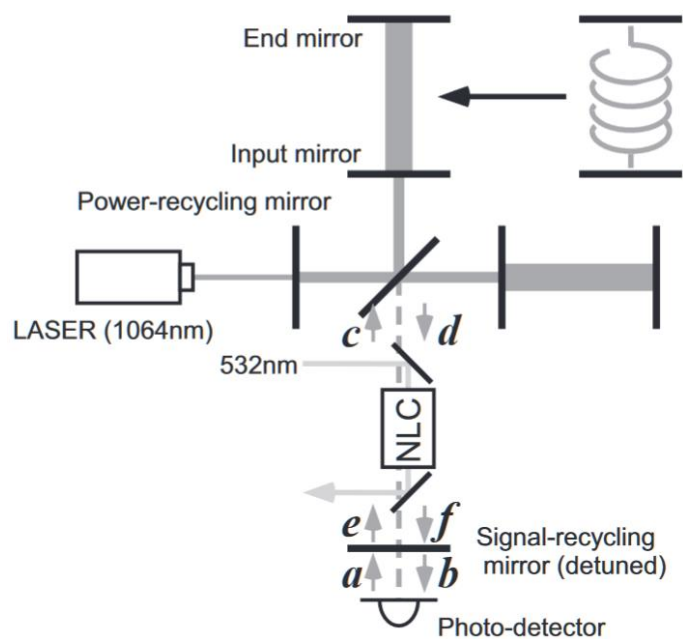 End mirror
Input mirror
Power-recycling mirror
LASER (1064nm)
c
d
532nm
NLC
e
f
Signal-recycling
mirror (detuned)
a
b
Photo-detector